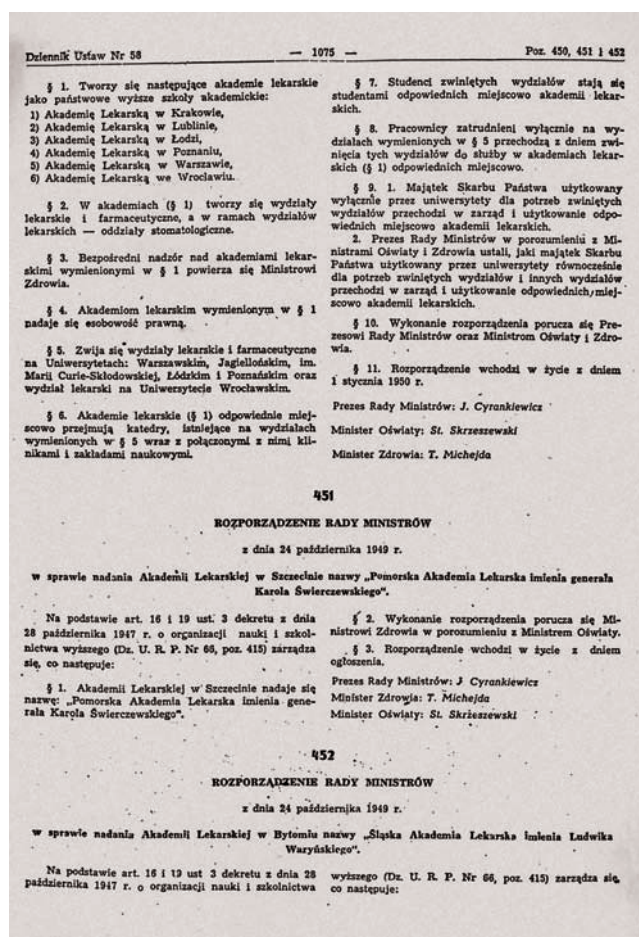 Dziennik Ustaw Nr 58 — 1075 — Poz. 450, 451 i 452
§ 1. Tworzy się następujące akademie lekarskie
jako państwowe wyższe szkoły akademickie:
1) Akademię Lekarską w Krakowie,
2) Akademię Lekarską w Lublinie,
3) Akademię Lekarską w Łodzi,
4) Akademię Lekarską w Poznaniu,
5) Akademię Lekarską w Warszawie,
6) Akademię Lekarską we Wrocławiu.
§ 2. W akademiach (§ 1) tworzy się wydziały
lekarskie i farmaceutyczne, a w ramach wydziałów
lekarskich — oddziały stomatologiczne.
§ 3. Bezpośredni nadzór nad akademiami lekar-
skimi wymienionymi w § 1 powierza się Ministrowi
Zdrowia.
§ 4. Akademiom lekarskim wymienionym w § 1
nadaje się osobowość prawną.
§ 5. Zwija się wydziały lekarskie i farmaceutyczne
na Uniwersytetach: Warszawskim, Jagiellońskim, im.
Marii Curie-Skłodowskiej, Łódzkim i Poznańskim oraz
wydział lekarski na Uniwersytecie Wrocławskim.
§ 6. Akademie lekarskie (§ 1) odpowiednie miej-
scowo przejmują katedry, istniejące na wydziałach
wymienionych w § 5 wraz z połączonymi z nimi kli-
nikami i zakładami naukowymi.
§ 7. Studenci zwiniętych wydziałów stają się
studentami odpowiednich miejscowo akademii lekar-
skich.
§ 8. Pracownicy zatrudnieni wyłącznie na wy-
działach wymienionych w § 5 przechodzą z dniem zwi-
nięcia tych wydziałów do służby w akademiach lekar-
skich (§ 1) odpowiednich miejscowo.
§ 9. 1. Majątek Skarbu Państwa użytkowany
wyłącznie przez uniwersytety dla potrzeb zwiniętych
wydziałów przechodzi w zarząd i użytkowanie odpo-
wiednich miejscowo akademii lekarskich.
2. Prezes Rady Ministrów w porozumieniu z Mi-
nistrami Oświaty i Zdrowia ustali, jaki majątek Skarbu
Państwa użytkowany przez uniwersytety równocześnie
dla potrzeb zwiniętych wydziałów i innych wydziałów
przechodzi w zarząd i użytkowanie odpowiednich miej-
scowo akademii lekarskich.
§ 10. Wykonanie rozporządzenia porucza się Pre-
zesowi Rady Ministrów oraz Ministrom Oświaty i Zdro-
wia.
§ 11. Rozporządzenie wchodzi w życie z dniem
1 stycznia 1950 r.
Prezes Rady Ministrów: J. Cyrankiewicz
Minister Oświaty: St. Skrzeszewski
Minister Zdrowia: T. Michejda
451
ROZPORZĄDZENIE RADY MINISTRÓW
z dnia 24 października 1949 r.
w sprawie nadania Akademii Lekarskiej w Szczecinie nazwy „Pomorska Akademia Lekarska imienia generała
Karola Świerczewskiego".
Na podstawie art. 16 i 19 ust. 3 dekretu z dnia
28 października 1947 r. o organizacji nauki i szkol-
nictwa wyższego (Dz. U. R. P. Nr 66, poz. 415) zarządza
się, co następuje:
§ 1. Akademii Lekarskiej w Szczecinie nadaje się
nazwę: „Pomorska Akademia Lekarska imienia gene-
rała Karola Świerczewskiego".
§ 2. Wykonanie rozporządzenia porucza się Mi-
nistrowi Zdrowia w porozumieniu z Ministrem Oświaty.
§ 3. Rozporządzenie wchodzi w życie z dniem
ogłoszenia.
Prezes Rady Ministrów: J Cyrankiewicz
Minister Zdrowia: T. Michejda
Minister Oświaty: St. Skrzeszewski
452
ROZPORZĄDZENIE RADY MINISTRÓW
z dnia 24 października 1949 r.
w sprawie nadania Akademii Lekarskiej w Bytomiu nazwy „Śląska Akademia Lekarska imienia Ludwika
Waryńskiego".
Na podstawie art. 16 i 19 ust 3 dekretu z dnia 28
października 1947 r. o organizacji nauki i szkolnictwa
wyższego (Dz. U. R. P. Nr 66, poz. 415) zarządza się,
co następuje: